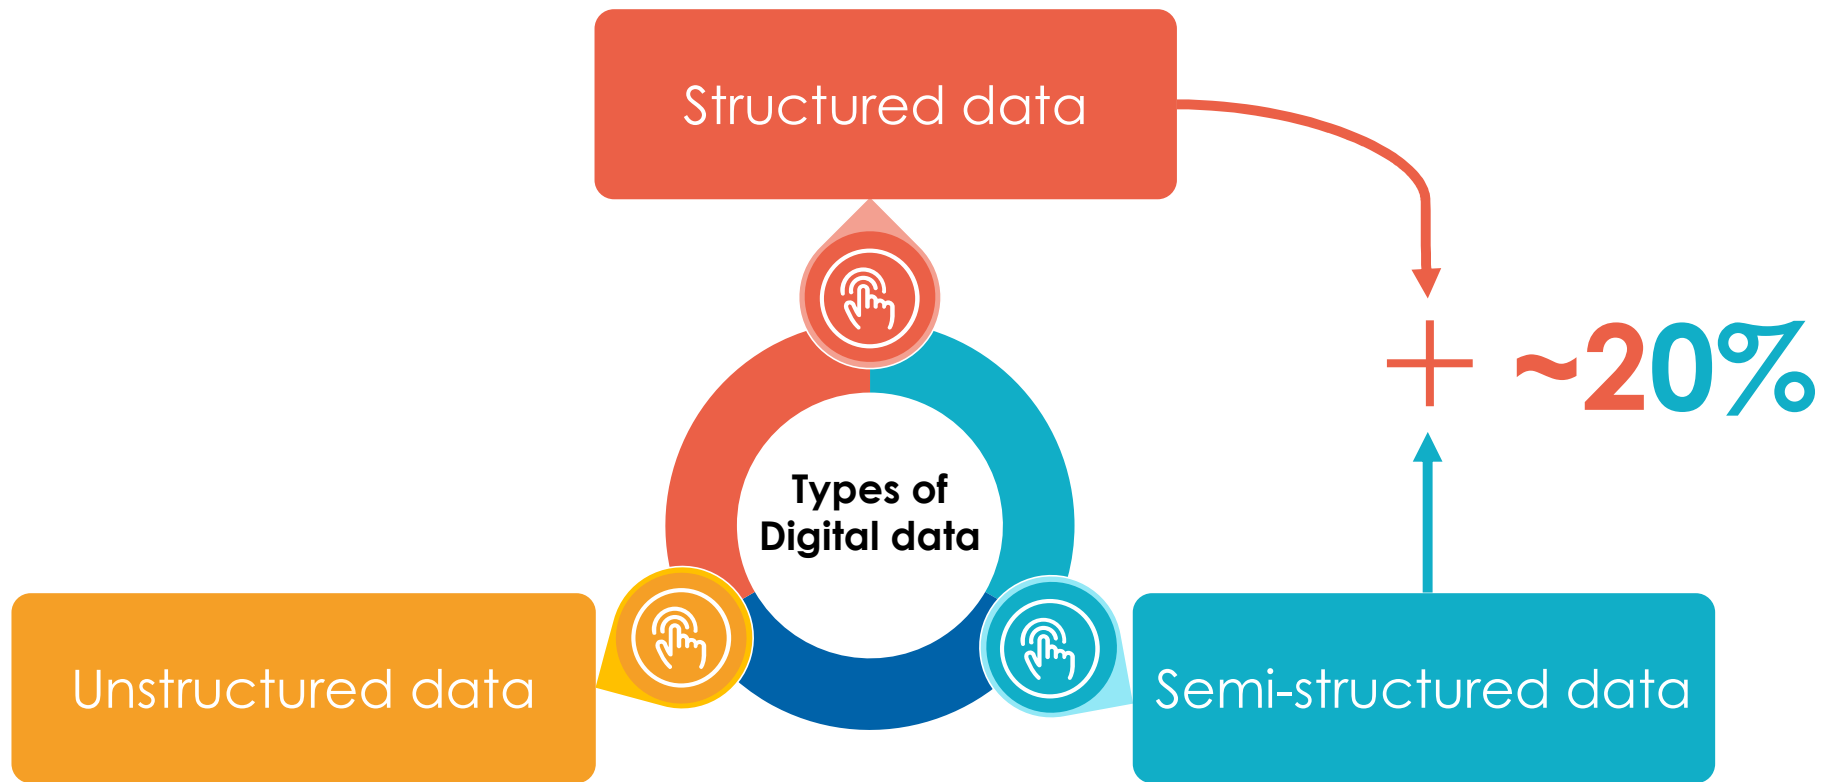 Structured data
+ ~20%
Types of
Digital data
Unstructured data
Semi-structured data